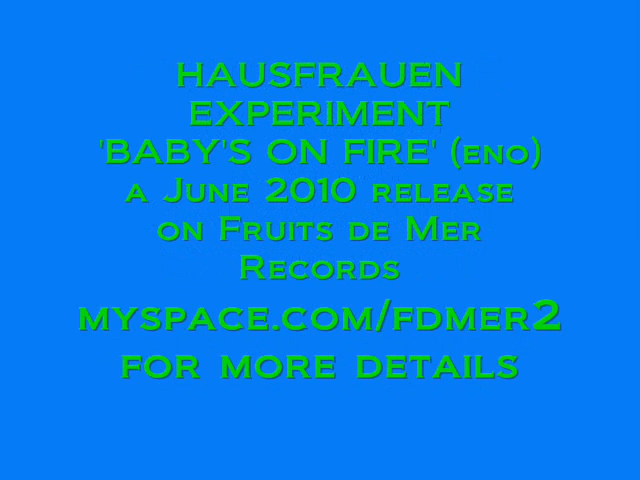 HAUSFRAUEN
EXPERIMENT
'BABY'S ON FIRE' (ENO)
A JUNE 2010 RELEASE
ON FRUITS DE MER
RECORDS
MYSPACE.COM/FDMER2
FOR MORE DETAILS